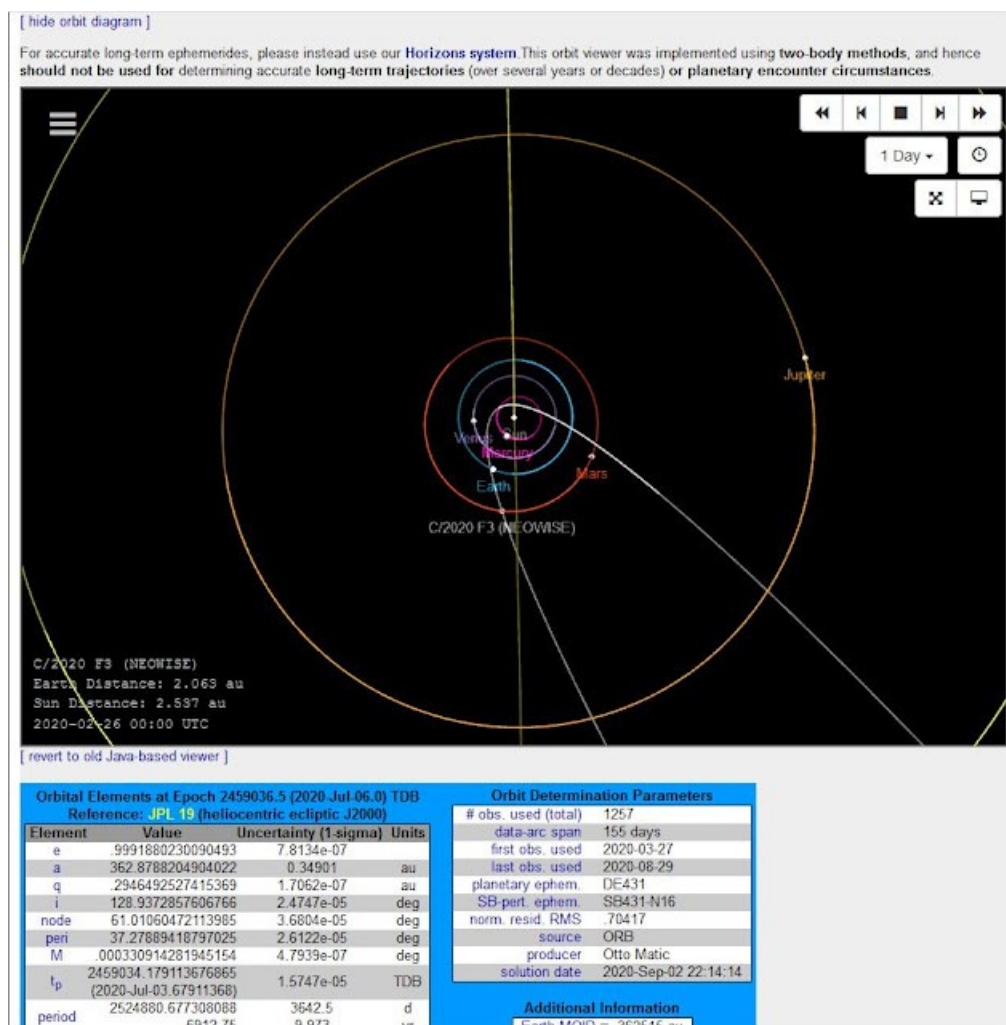 [ hide orbit diagram ]
For accurate long-term ephemerides, please instead use our Horizons system.This orbit viewer was implemented using two-body methods, and hence
should not be used for determining accurate long-term trajectories (over several years or decades) or planetary encounter circumstances.
1 Day
Jupiter
Venus
Sun
Mercury
Mars
Earth
C/2020 F3 (NEOWISE)
C/2020 F3 (NEOWISE)
Earth Distance: 2.063 au
Sun Distance: 2.537 au
2020-02-26 00:00 UTC
[ revert to old Java-based viewer ]
Orbital Elements at Epoch 2459036.5 (2020-Jul-06.0) TDB
Reference: JPL 19 (heliocentric ecliptic J2000)
Element Value Uncertainty (1-sigma) Units
e .9991880230090493 7.8134e-07
a 362.8788204904022 0.34901 au
q .2946492527415369 1.7062e-07 au
i 128.9372857606766 2.4747e-05 deg
node 61.01060472113985 3.6804e-05 deg
peri 37.27889418797025 2.6122e-05 deg
M .000330914281945154 4.7939e-07 deg
tp 2459034.179113676865 1.5747e-05 TDB
(2020-Jul-03.67911368)
period 2524880.677308088 3642.5 d
6912.75 9.973 yr
Orbit Determination Parameters
# obs. used (total) 1257
data-arc span 155 days
first obs. used 2020-03-27
last obs. used 2020-08-29
planetary ephem. DE431
SB-pert. ephem. SB431-N16
norm. resid. RMS .70417
source ORB
producer Otto Matic
solution date 2020-Sep-02 22:14:14
Additional Information
Earth MOID = .362515 au